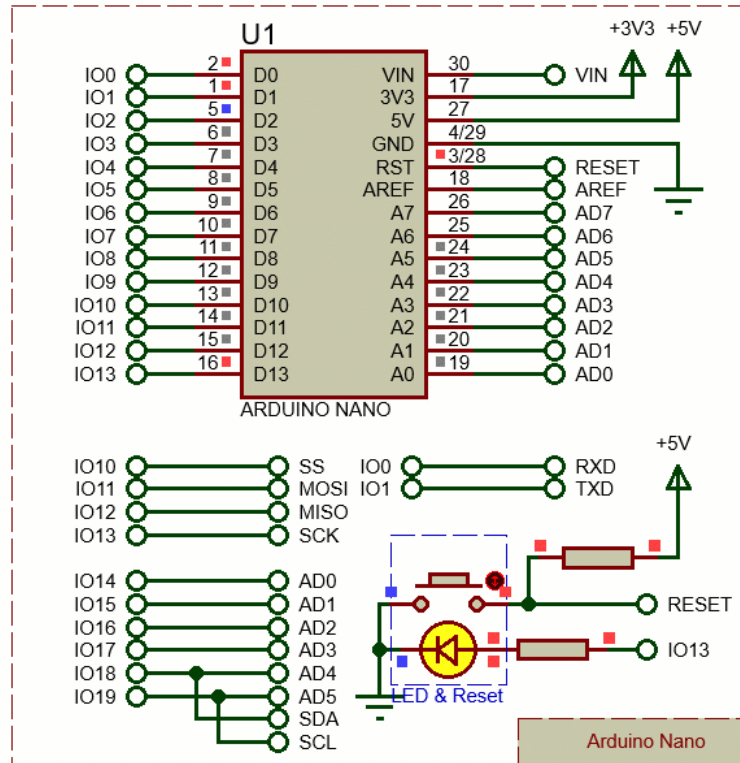 U1
+3V3 +5V
IO0 2 D0 VIN 30 VIN
IO1 1 D1 3V3 17
IO2 5 D2 5V 27
IO3 6 D3 GND 4/29
IO4 7 D4 RST 3/28 RESET
IO5 8 D5 AREF 18 AREF
IO6 9 D6 A7 26 AD7
IO7 10 D7 A6 25 AD6
IO8 11 D8 A5 24 AD5
IO9 12 D9 A4 23 AD4
IO10 13 D10 A3 22 AD3
IO11 14 D11 A2 21 AD2
IO12 15 D12 A1 20 AD1
IO13 16 D13 A0 19 AD0
ARDUINO NANO
+5V
IO10 SS IO0 RXD
IO11 MOSI IO1 TXD
IO12 MISO
IO13 SCK
IO14 AD0
IO15 AD1 RESET
IO16 AD2
IO17 AD3 IO13
IO18 AD4
IO19 AD5 LED & Reset
SDA
SCL
Arduino Nano